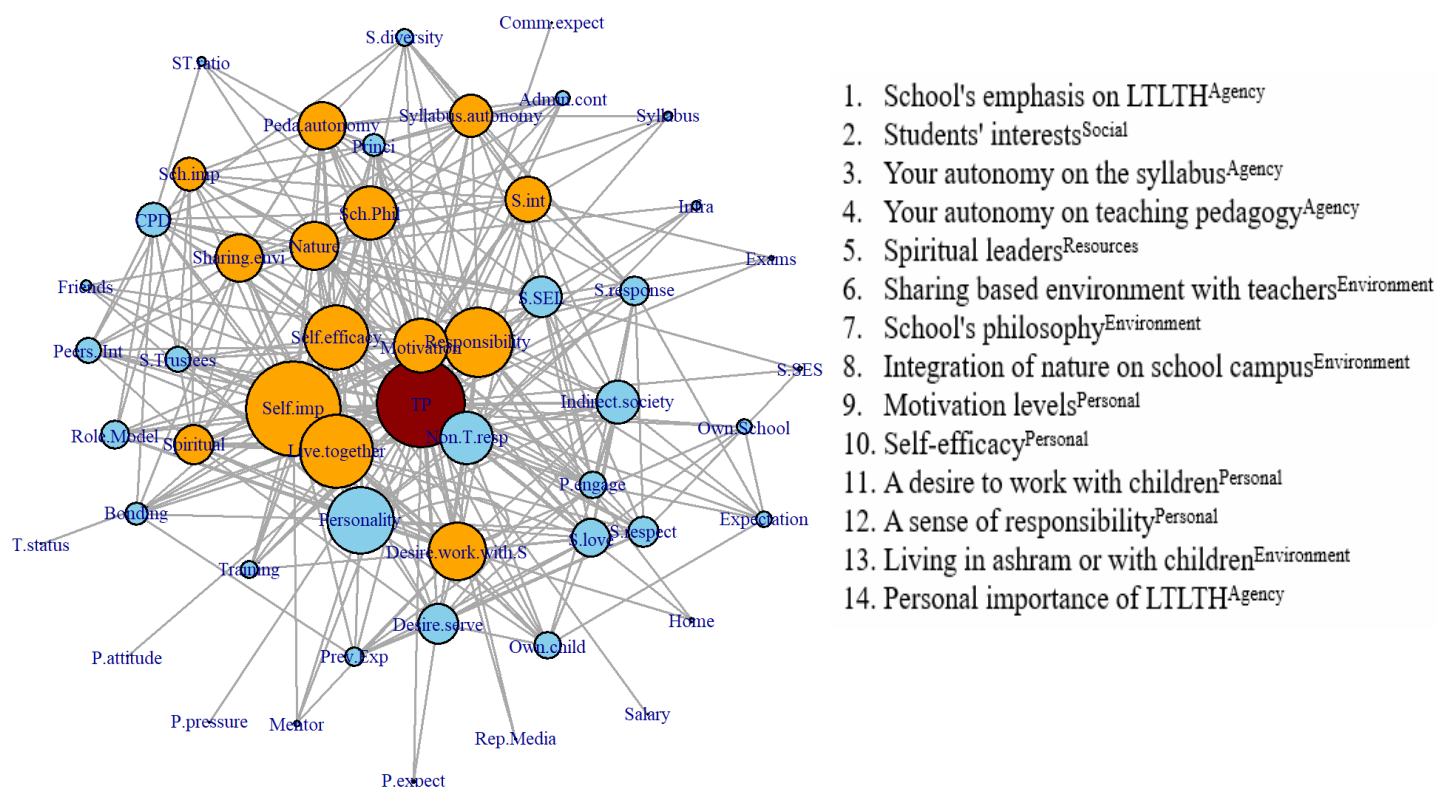 Comm.expect
S.diversity
ST.ratio
Admin.cont
Peda.autonomy
Syllabus.autonomy
Syllabus
Princi
Sch.imp
S.int
Infra
Sch.Phil
CPD
Nature
Sharing.envi
Exams
Friends
S.SEL
S.response
Self.efficacy
Motivation
Responsibility
Peers.Int
S.Trustees
S.SES
Self.imp
TP
Indirect.society
Own.School
Role.Model
Spiritual
Live.together
Non.T.resp
P.engage
Bonding
Personality
Expectation
S.respect
S.love
T.status
Desire.work.with.S
Training
Home
Desire.serve
Own.child
P.attitude
Prev.Exp
Salary
P.pressure
Mentor
Rep.Media
P.expect
1. School's emphasis on LTLTH Agency
2. Students' interests Social
3. Your autonomy on the syllabus Agency
4. Your autonomy on teaching pedagogy Agency
5. Spiritual leaders Resources
6. Sharing based environment with teachers Environment
7. School's philosophy Environment
8. Integration of nature on school campus Environment
9. Motivation levels Personal
10. Self-efficacy Personal
11. A desire to work with children Personal
12. A sense of responsibility Personal
13. Living in ashram or with children Environment
14. Personal importance of LTLTH Agency